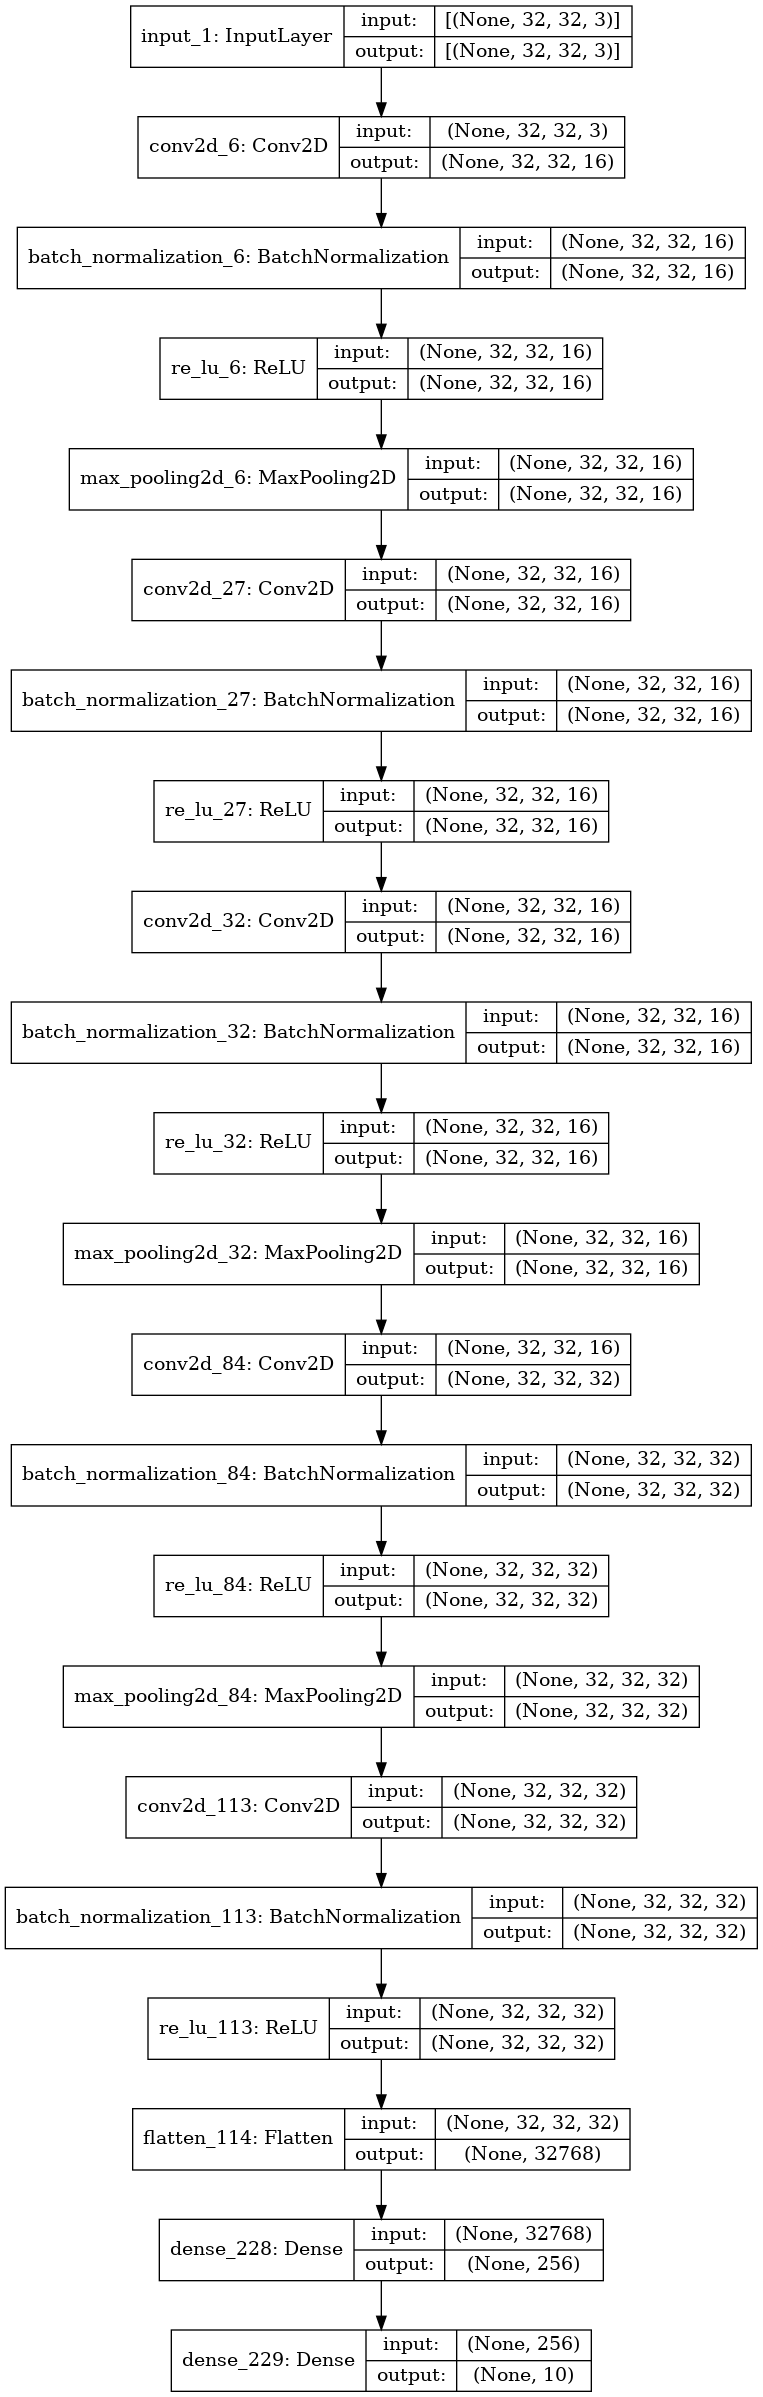 input_1: InputLayer
input: [(None, 32, 32, 3)]
output: [(None, 32, 32, 3)]
conv2d_6: Conv2D
input: (None, 32, 32, 3)
output: (None, 32, 32, 16)
batch_normalization_6: BatchNormalization
input: (None, 32, 32, 16)
output: (None, 32, 32, 16)
re_lu_6: ReLU
input: (None, 32, 32, 16)
output: (None, 32, 32, 16)
max_pooling2d_6: MaxPooling2D
input: (None, 32, 32, 16)
output: (None, 32, 32, 16)
conv2d_27: Conv2D
input: (None, 32, 32, 16)
output: (None, 32, 32, 16)
batch_normalization_27: BatchNormalization
input: (None, 32, 32, 16)
output: (None, 32, 32, 16)
re_lu_27: ReLU
input: (None, 32, 32, 16)
output: (None, 32, 32, 16)
conv2d_32: Conv2D
input: (None, 32, 32, 16)
output: (None, 32, 32, 16)
batch_normalization_32: BatchNormalization
input: (None, 32, 32, 16)
output: (None, 32, 32, 16)
re_lu_32: ReLU
input: (None, 32, 32, 16)
output: (None, 32, 32, 16)
max_pooling2d_32: MaxPooling2D
input: (None, 32, 32, 16)
output: (None, 32, 32, 16)
conv2d_84: Conv2D
input: (None, 32, 32, 16)
output: (None, 32, 32, 32)
batch_normalization_84: BatchNormalization
input: (None, 32, 32, 32)
output: (None, 32, 32, 32)
re_lu_84: ReLU
input: (None, 32, 32, 32)
output: (None, 32, 32, 32)
max_pooling2d_84: MaxPooling2D
input: (None, 32, 32, 32)
output: (None, 32, 32, 32)
conv2d_113: Conv2D
input: (None, 32, 32, 32)
output: (None, 32, 32, 32)
batch_normalization_113: BatchNormalization
input: (None, 32, 32, 32)
output: (None, 32, 32, 32)
re_lu_113: ReLU
input: (None, 32, 32, 32)
output: (None, 32, 32, 32)
flatten_114: Flatten
input: (None, 32, 32, 32)
output: (None, 32768)
dense_228: Dense
input: (None, 32768)
output: (None, 256)
dense_229: Dense
input: (None, 256)
output: (None, 10)